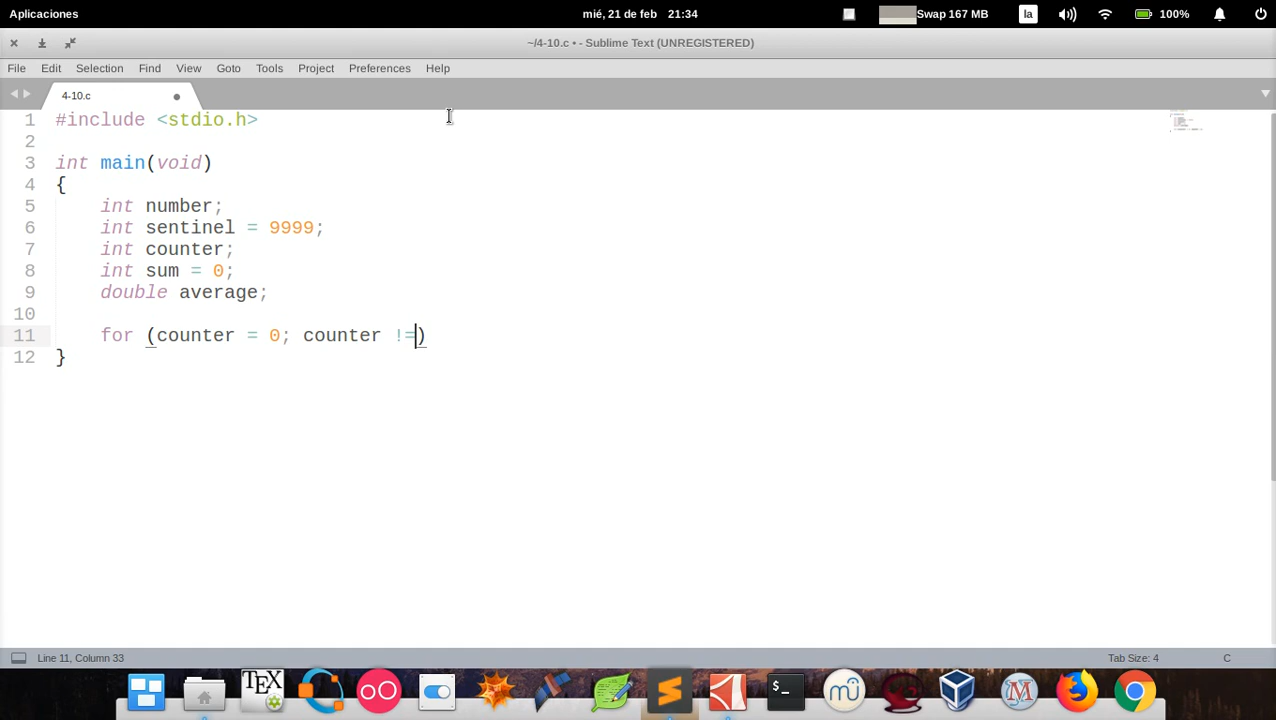 Aplicaciones mié, 21 de feb 21:34 Swap 167 MB la 100%
~/4-10.c • - Sublime Text (UNREGISTERED)
File Edit Selection Find View Goto Tools Project Preferences Help
4-10.c
1 #include <stdio.h>
2
3 int main(void)
4 {
5 int number;
6 int sentinel = 9999;
7 int counter;
8 int sum = 0;
9 double average;
10
11 for (counter = 0; counter !=)
12 }
Line 11, Column 33 Tab Size: 4 C
TEX >_ mü M